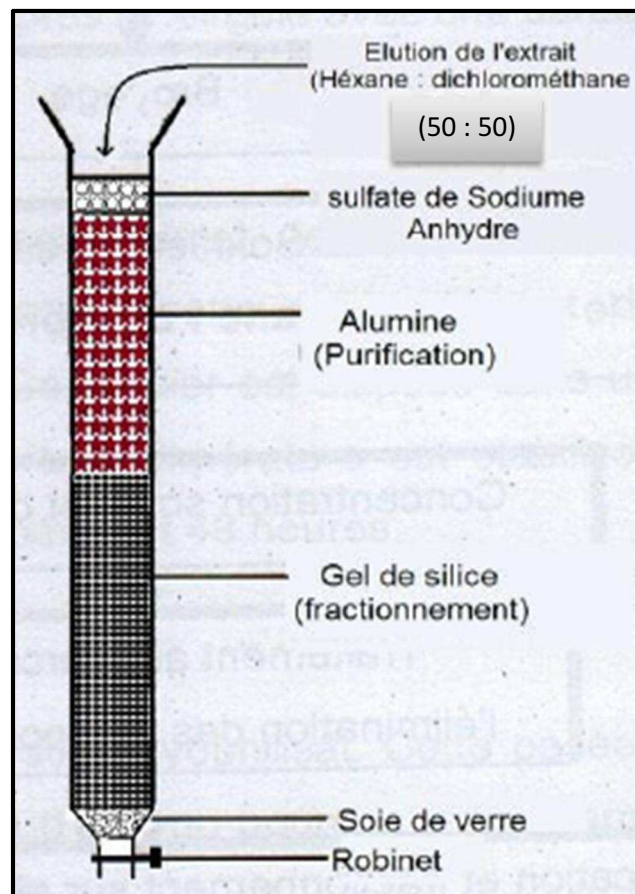 Elution de l'extrait
(Héxane : dichlorométhane
(50 : 50)
sulfate de Sodiume
Anhydre
Alumine
(Purification)
Gel de silice
(fractionnement)
Soie de verre
Robinet